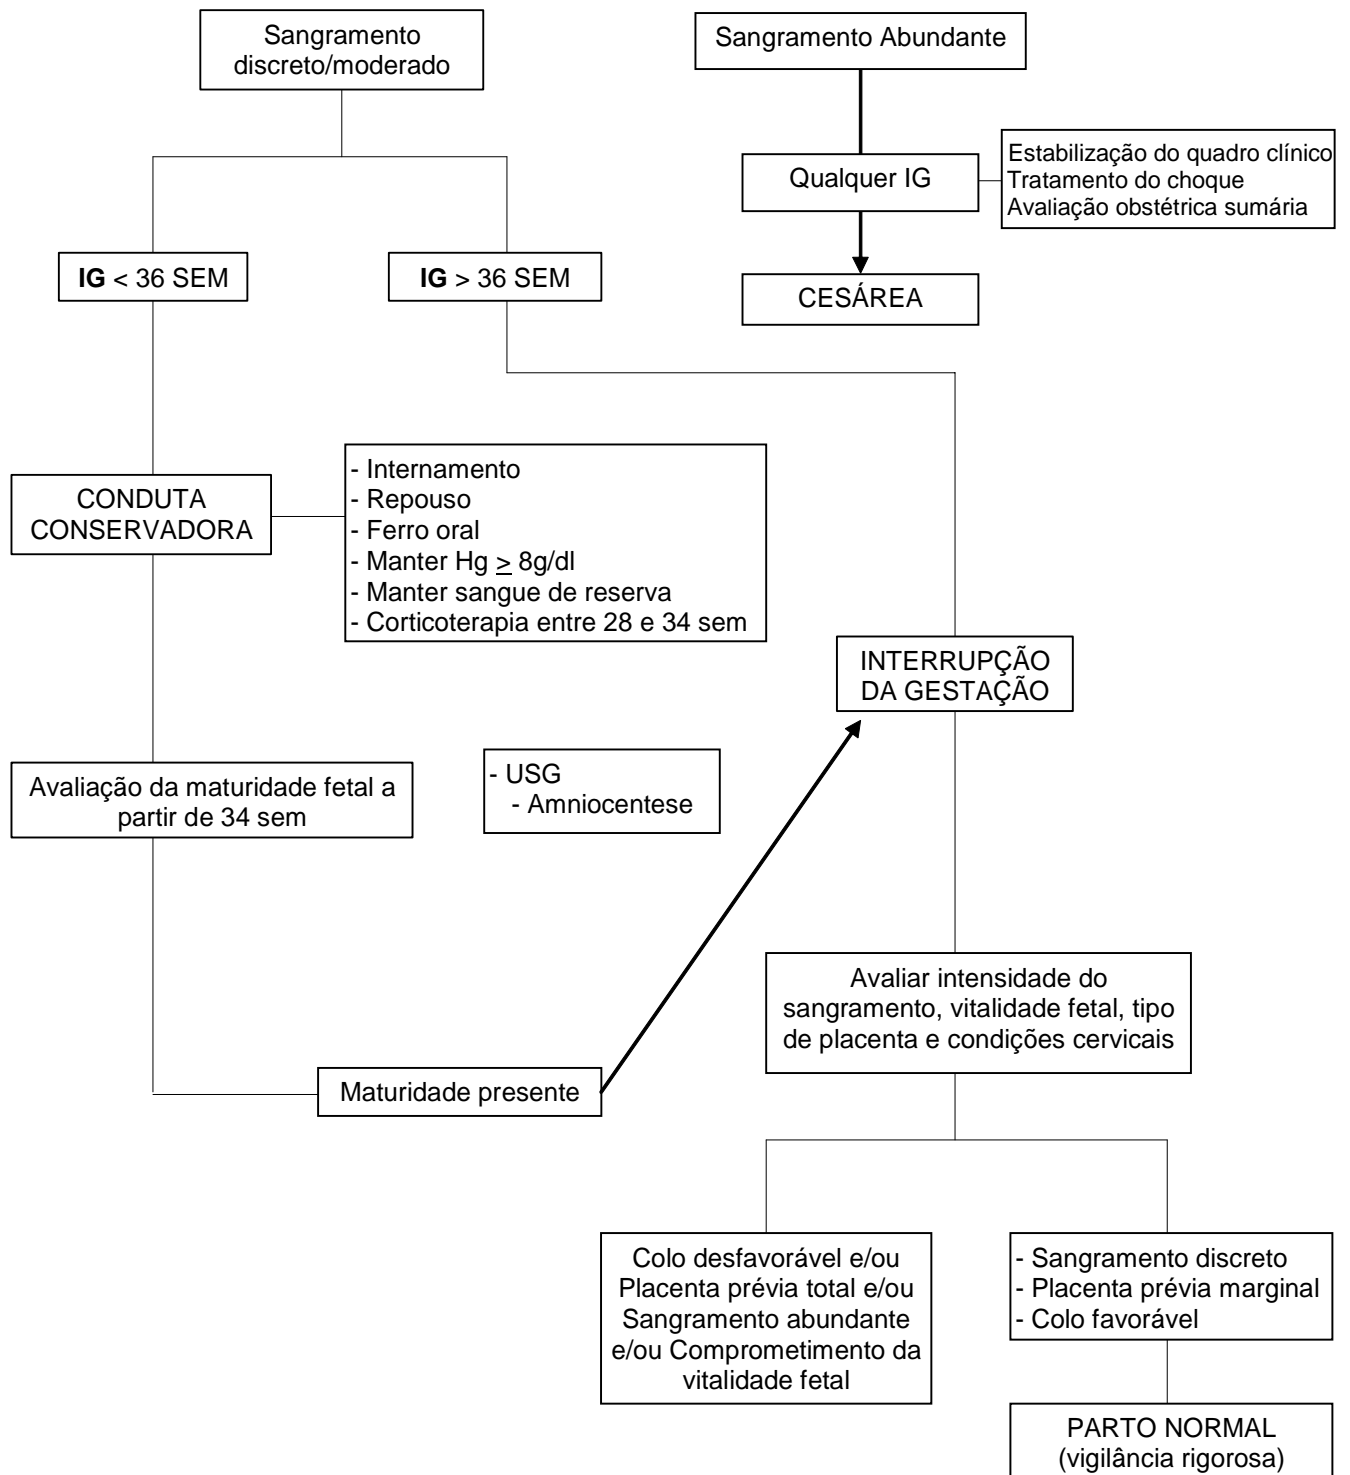 Sangramento
discreto/moderado
Sangramento Abundante
Qualquer IG
Estabilização do quadro clínico
Tratamento do choque
Avaliação obstétrica sumária
IG < 36 SEM
IG > 36 SEM
CESÁREA
CONDUTA
CONSERVADORA
- Internamento
- Repouso
- Ferro oral
- Manter Hg ≥ 8g/dl
- Manter sangue de reserva
- Corticoterapia entre 28 e 34 sem
INTERRUPÇÃO
DA GESTAÇÃO
Avaliação da maturidade fetal a
partir de 34 sem
- USG
- Amniocentese
Avaliar intensidade do
sangramento, vitalidade fetal, tipo
de placenta e condições cervicais
Maturidade presente
Colo desfavorável e/ou
Placenta prévia total e/ou
Sangramento abundante
e/ou Comprometimento da
vitalidade fetal
- Sangramento discreto
- Placenta prévia marginal
- Colo favorável
PARTO NORMAL
(vigilância rigorosa)